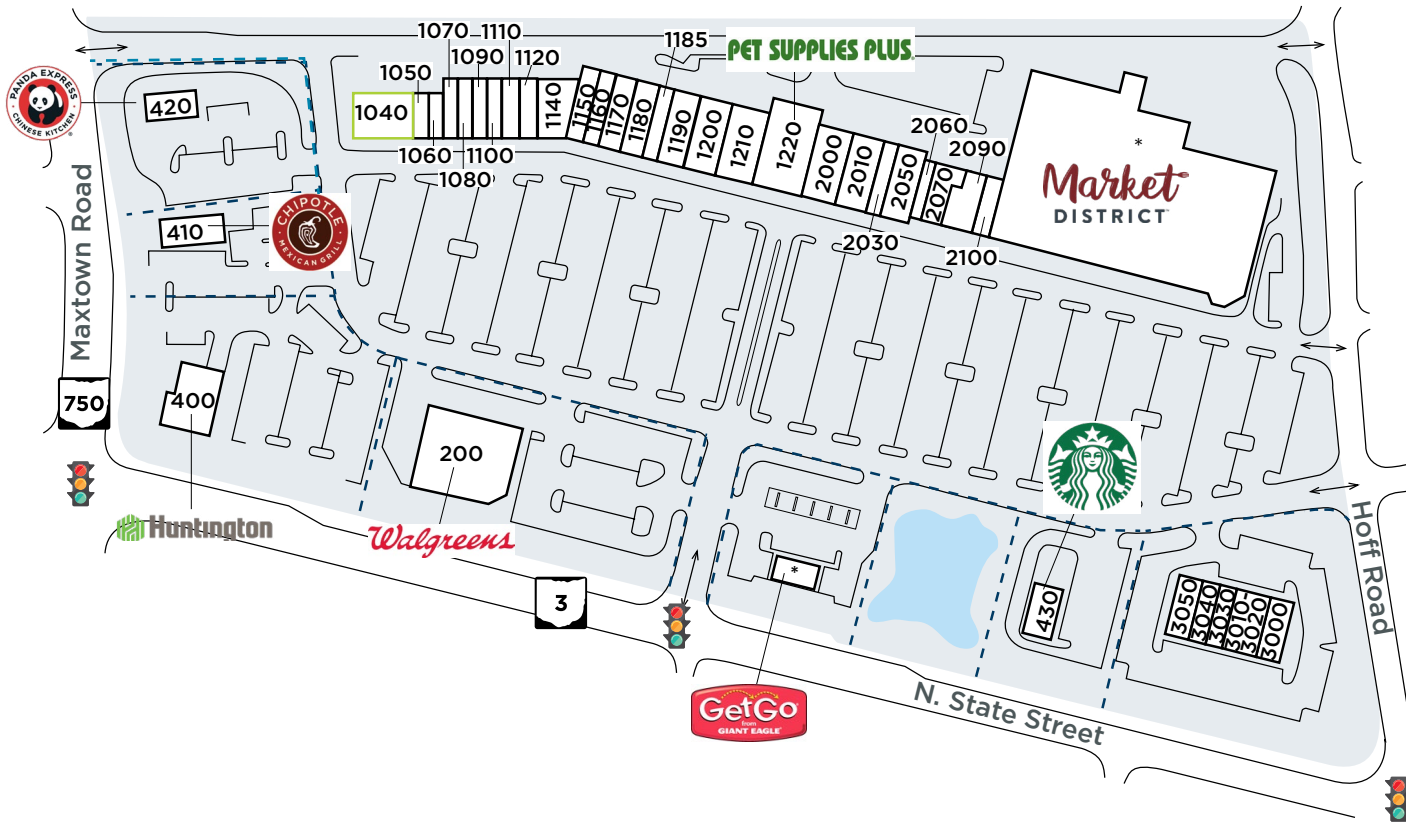 1070 1110
1185
PET SUPPLIES PLUS.
1090 1120
1050
PANDA EXPRESS
CHINESE KITCHEN
420
1040
1140
1150
1160
1170
1180
1190
1200
1210
1220
2000
2010
2050
2060
2090
2070
1060 1100
1080
Market
DISTRICT
*
CHIPOTLE
MEXICAN GRILL
410
2030
2100
Maxtown Road
750
400
200
Huntington
Walgreens
3
*
430
3050
3040
3030
3010-
3020
3000
Hoff Road
GetGo
from
GIANT EAGLE
N. State Street